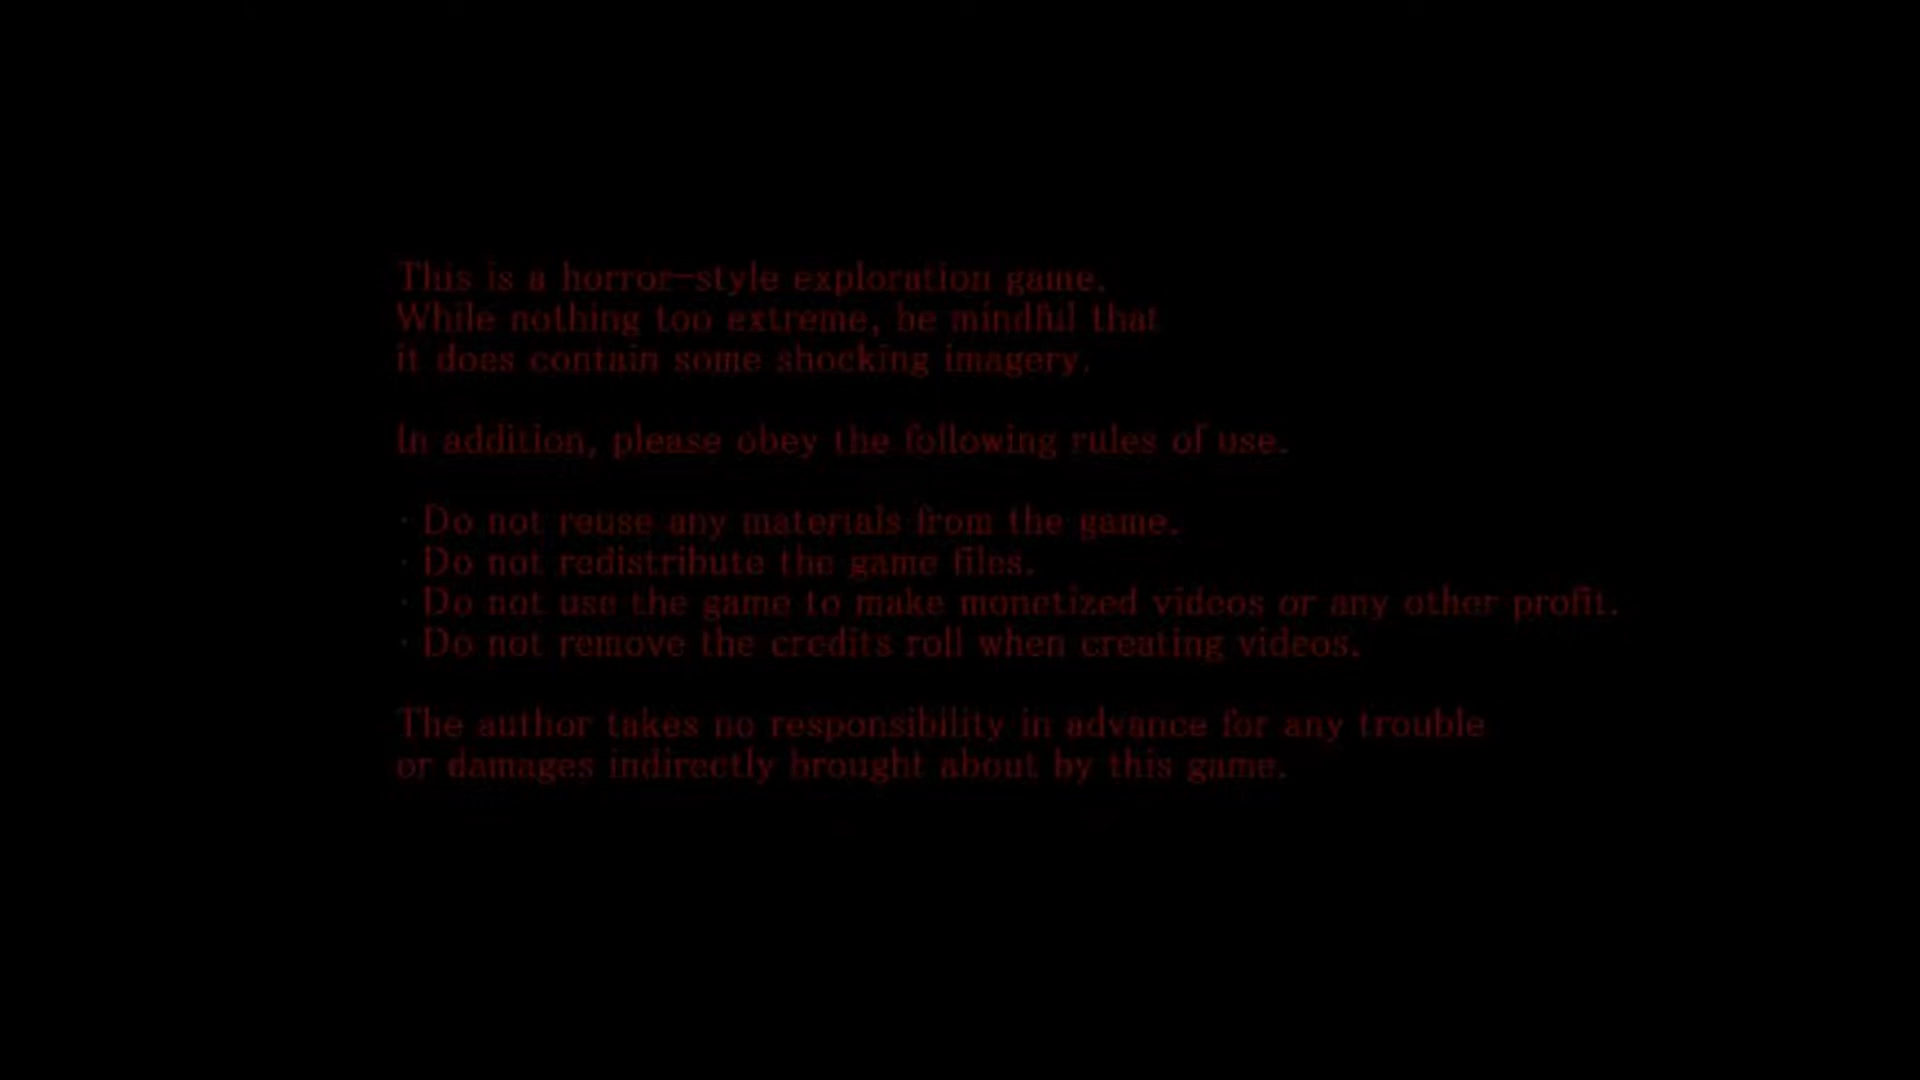 This is a horror-style exploration game.
While nothing too extreme, be mindful that
it does contain some shocking imagery.
In addition, please obey the following rules of use.
· Do not reuse any materials from the game.
· Do not redistribute the game files.
· Do not use the game to make monetized videos or any other profit.
· Do not remove the credits roll when creating videos.
The author takes no responsibility in advance for any trouble
or damages indirectly brought about by this game.